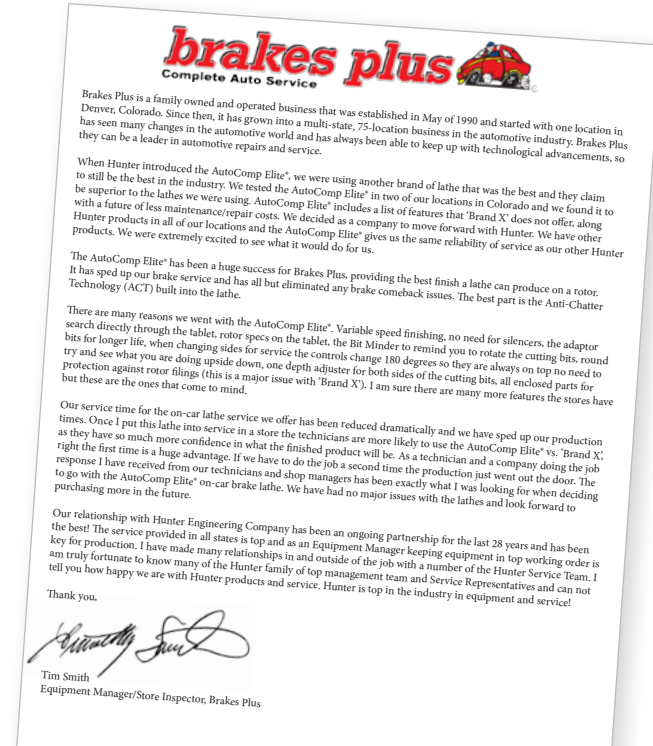 brakes plus
Complete Auto Service
Brakes Plus is a family owned and operated business that was established in May of 1990 and started with one location in
Denver, Colorado. Since then, it has grown into a multi-state, 75-location business in the automotive industry. Brakes Plus
has seen many changes in the automotive world and has always been able to keep up with technological advancements, so
they can be a leader in automotive repairs and service.
When Hunter introduced the AutoComp Elite®, we were using another brand of lathe that was the best and they claim
to still be the best in the industry. We tested the AutoComp Elite® in two of our locations in Colorado and we found it to
be superior to the lathes we were using. AutoComp Elite® includes a list of features that ‘Brand X’ does not offer, along
with a future of less maintenance/repair costs. We decided as a company to move forward with Hunter. We have other
Hunter products in all of our locations and the AutoComp Elite® gives us the same reliability of service as our other Hunter
products. We were extremely excited to see what it would do for us.
The AutoComp Elite® has been a huge success for Brakes Plus, providing the best finish a lathe can produce on a rotor.
It has sped up our brake service and has all but eliminated any brake comeback issues. The best part is the Anti-Chatter
Technology (ACT) built into the lathe.
There are many reasons we went with the AutoComp Elite®. Variable speed finishing, no need for silencers, the adaptor
search directly through the tablet, rotor specs on the tablet, the Bit Minder to remind you to rotate the cutting bits, round
bits for longer life, when changing sides for service the controls change 180 degrees so they are always on top no need to
try and see what you are doing upside down, one depth adjuster for both sides of the cutting bits, all enclosed parts for
protection against rotor filings (this is a major issue with ‘Brand X’). I am sure there are many more features the stores have
but these are the ones that come to mind.
Our service time for the on-car lathe service we offer has been reduced dramatically and we have sped up our production
times. Once I put this lathe into service in a store the technicians are more likely to use the AutoComp Elite® vs. ‘Brand X’,
as they have so much more confidence in what the finished product will be. As a technician and a company doing the job
right the first time is a huge advantage. If we have to do the job a second time the production just went out the door. The
response I have received from our technicians and shop managers has been exactly what I was looking for when deciding
to go with the AutoComp Elite® on-car brake lathe. We have had no major issues with the lathes and look forward to
purchasing more in the future.
Our relationship with Hunter Engineering Company has been an ongoing partnership for the last 28 years and has been
the best! The service provided in all states is top and as an Equipment Manager keeping equipment in top working order is
key for production. I have made many relationships in and outside of the job with a number of the Hunter Service Team. I
am truly fortunate to know many of the Hunter family of top management team and Service Representatives and can not
tell you how happy we are with Hunter products and service. Hunter is top in the industry in equipment and service!
Thank you,
Tim Smith
Equipment Manager/Store Inspector, Brakes Plus